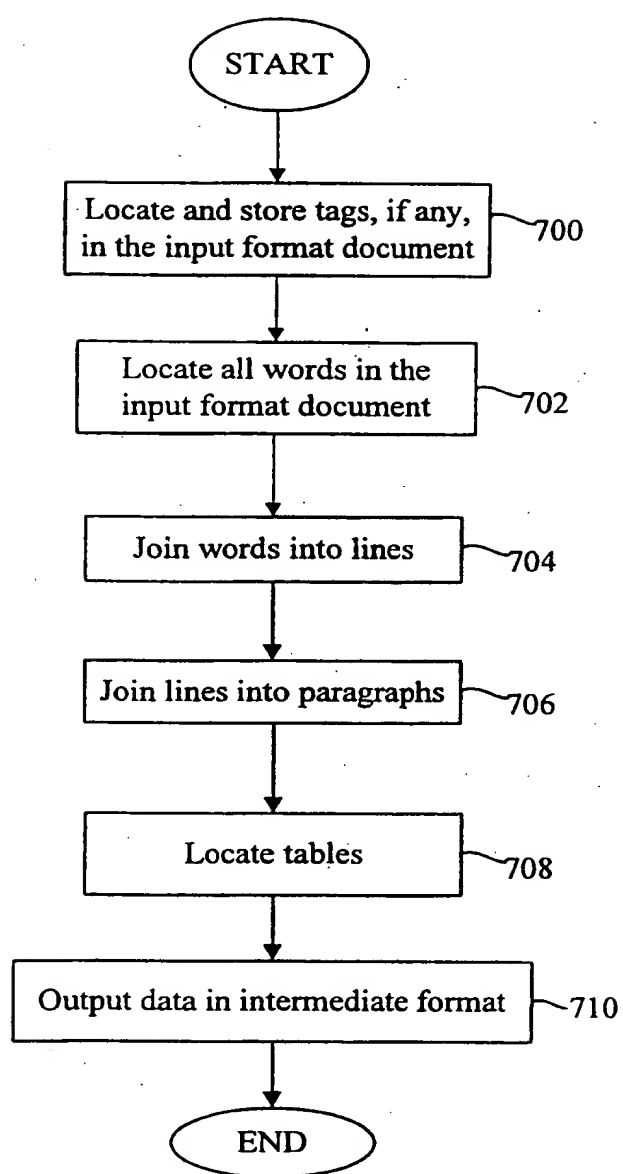 START
Locate and store tags, if any,
in the input format document
700
Locate all words in the
input format document
702
Join words into lines
704
Join lines into paragraphs
706
Locate tables
708
Output data in intermediate format
710
END